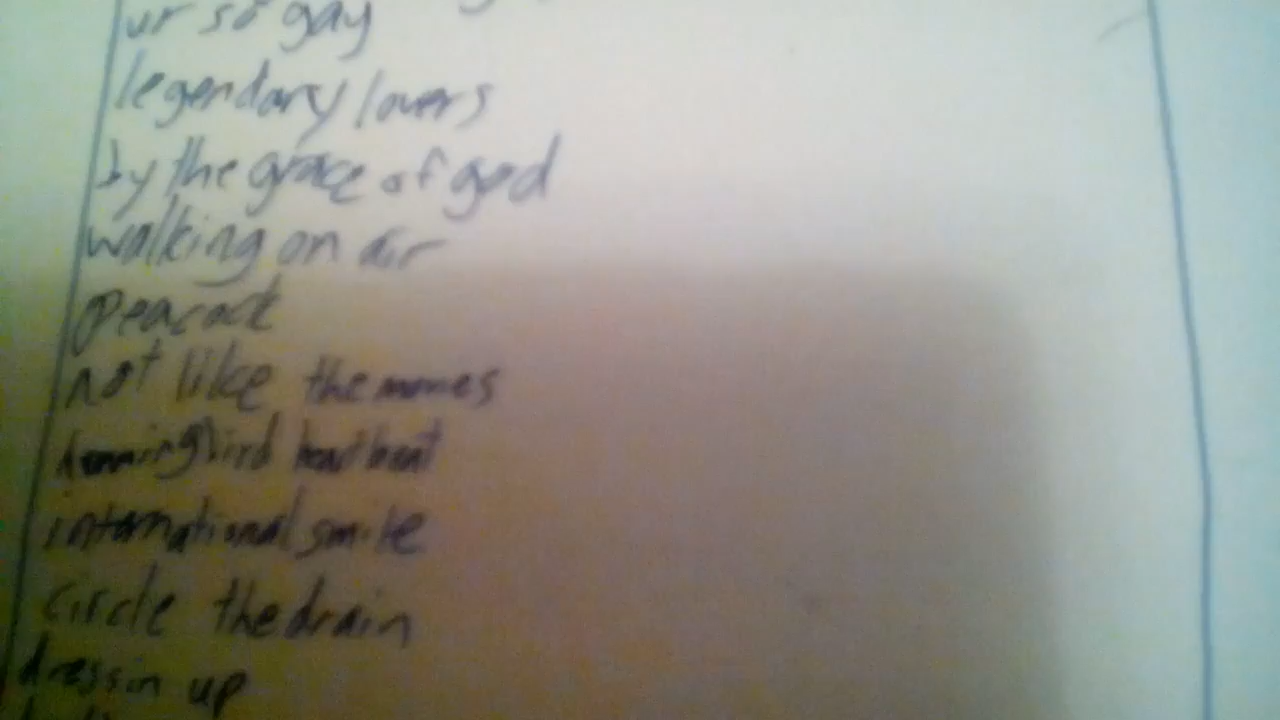 ur so gay
legendary lovers
by the grace of god
walking on air
peacock
not like the movies
hummingbird heartbeat
international smile
circle the drain
dressin up